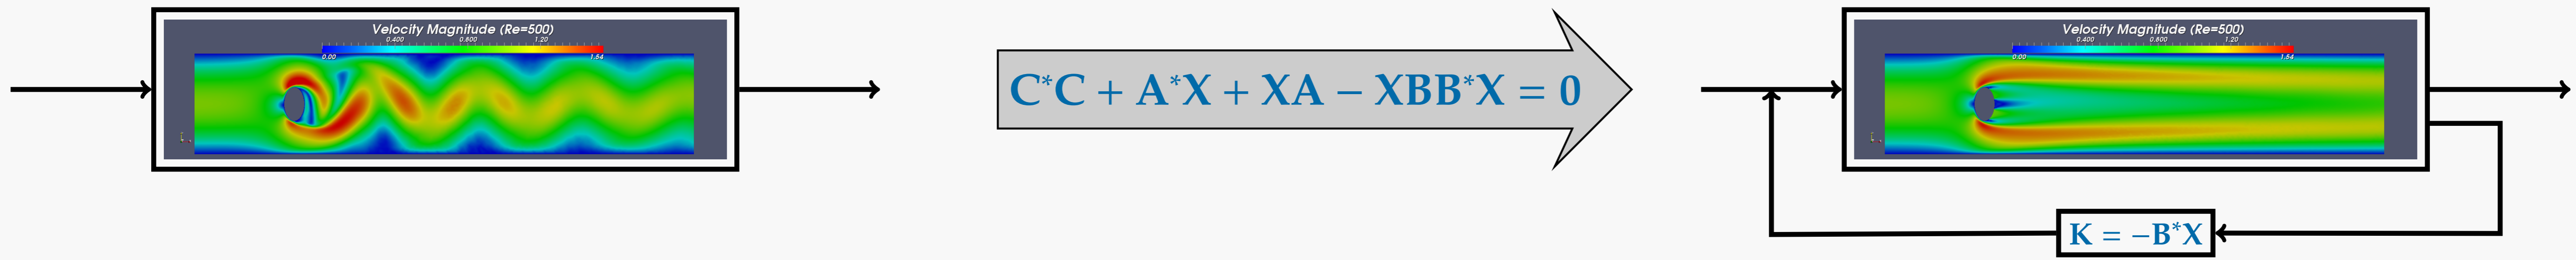 Velocity Magnitude (Re=500)
0.400 0.800 1.20
0.00 1.54
C*C + A*X + XA − XBB*X = 0
Velocity Magnitude (Re=500)
0.400 0.800 1.20
0.00 1.54
K = −B*X